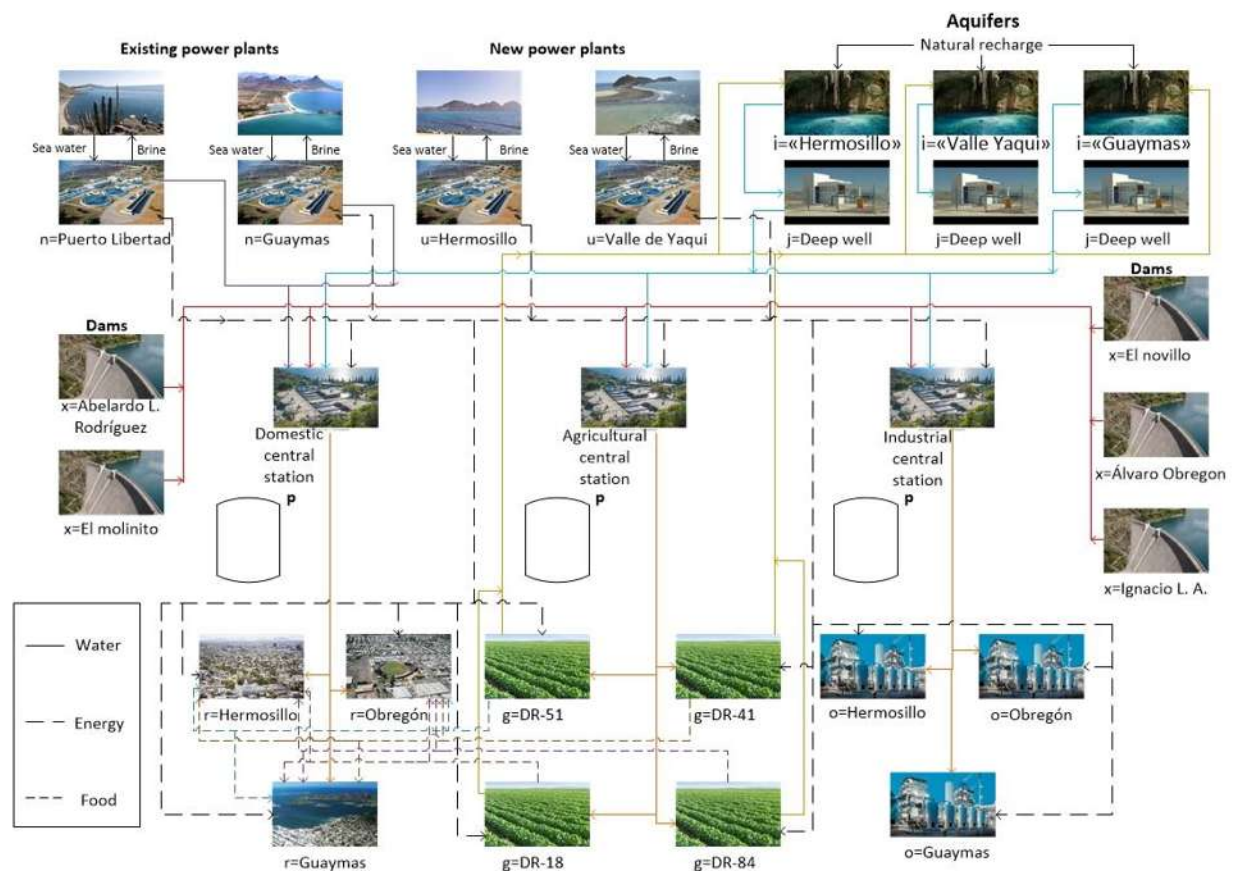 Aquifers
Existing power plants
New power plants
Natural recharge
Sea water
Brine
Sea water
Brine
Sea water
Brine
Sea water
Brine
i=«Hermosillo»
i=«Valle Yaqui»
i=«Guaymas»
n=Puerto Libertad
n=Guaymas
u=Hermosillo
u=Valle de Yaqui
j=Deep well
j=Deep well
j=Deep well
Dams
Dams
x=El novillo
x=Abelardo L.
Rodríguez
Domestic
central
station
Agricultural
central
station
Industrial
central
station
x=Álvaro Obregon
p
p
p
x=El molinito
x=Ignacio L. A.
Water
Energy
Food
r=Hermosillo
r=Obregón
g=DR-51
g=DR-41
o=Hermosillo
o=Obregón
r=Guaymas
g=DR-18
g=DR-84
o=Guaymas